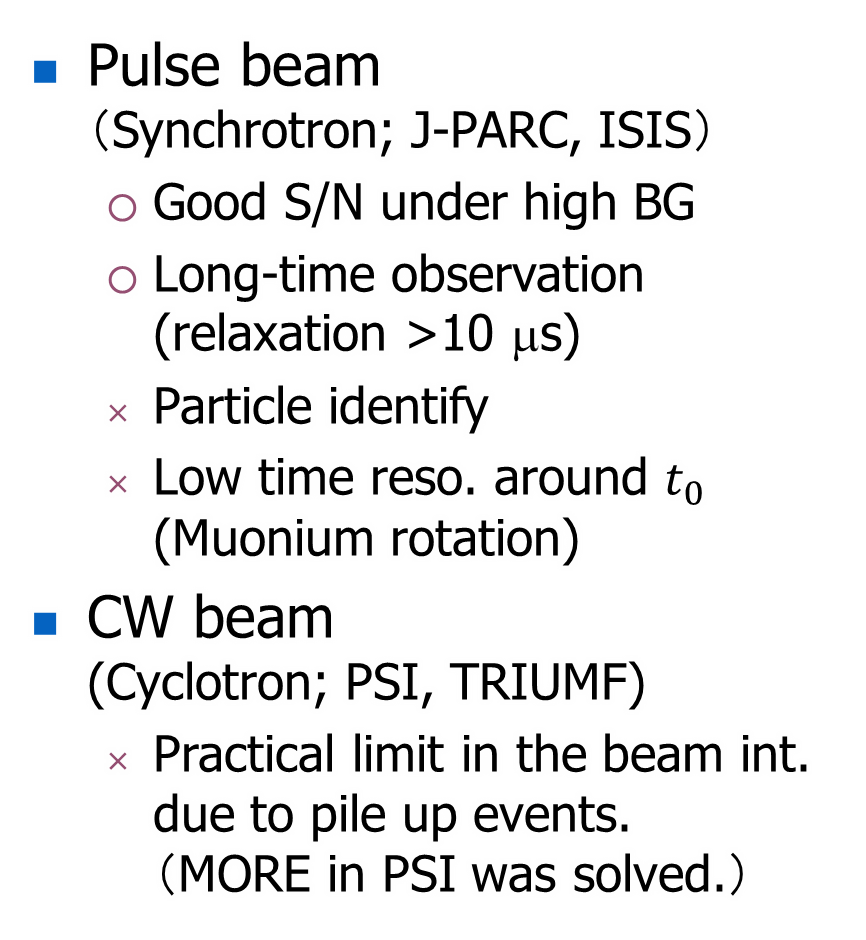 ■ Pulse beam
（Synchrotron; J-PARC, ISIS）
○ Good S/N under high BG
○ Long-time observation
(relaxation >10 μs)
× Particle identify
× Low time reso. around t₀
(Muonium rotation)
■ CW beam
(Cyclotron; PSI, TRIUMF)
× Practical limit in the beam int.
due to pile up events.
（MORE in PSI was solved.）